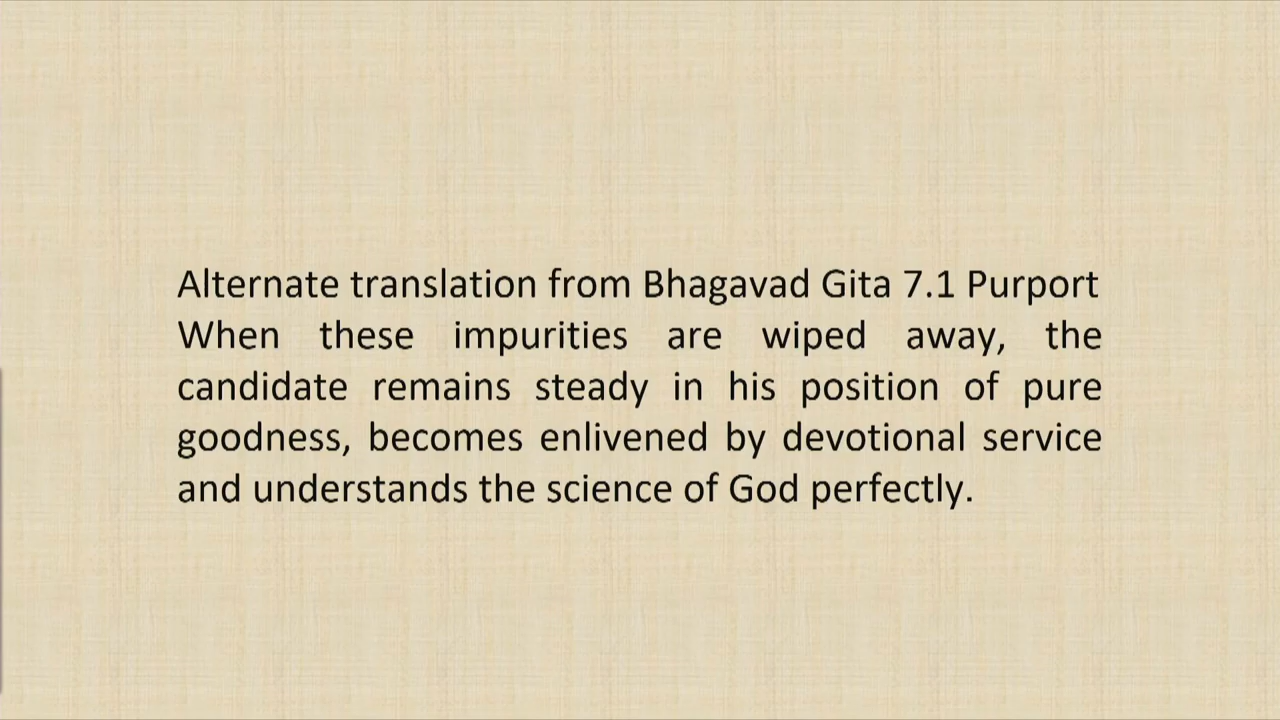 Alternate translation from Bhagavad Gita 7.1 Purport
When these impurities are wiped away, the
candidate remains steady in his position of pure
goodness, becomes enlivened by devotional service
and understands the science of God perfectly.